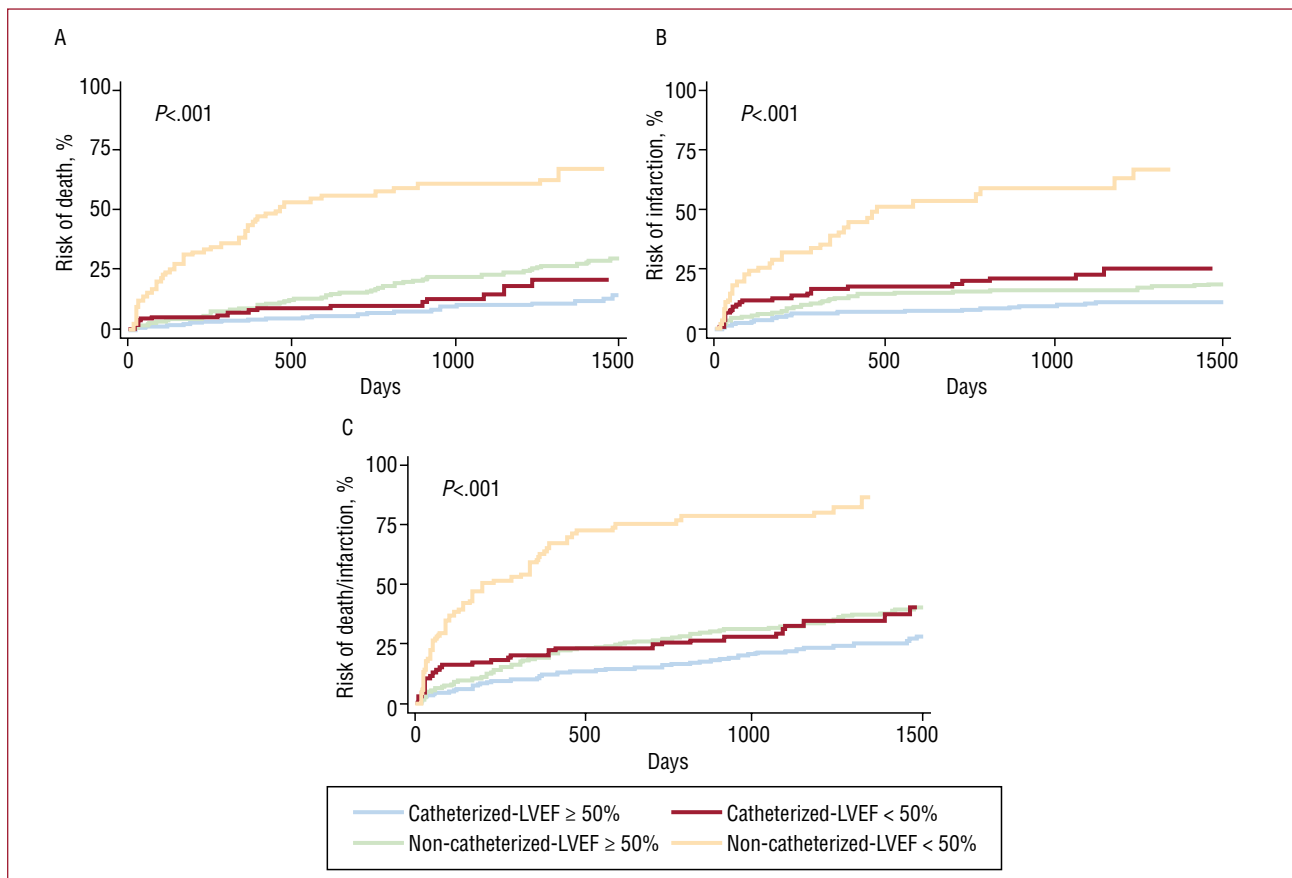 A
Risk of death, %
100
75
50
25
0
P<.001
0 500 1000 1500
Days
B
Risk of infarction, %
100
75
50
25
0
P<.001
0 500 1000 1500
Days
C
Risk of death/infarction, %
100
75
50
25
0
P<.001
0 500 1000 1500
Days
Catheterized-LVEF ≥ 50% Catheterized-LVEF < 50%
Non-catheterized-LVEF ≥ 50% Non-catheterized-LVEF < 50%